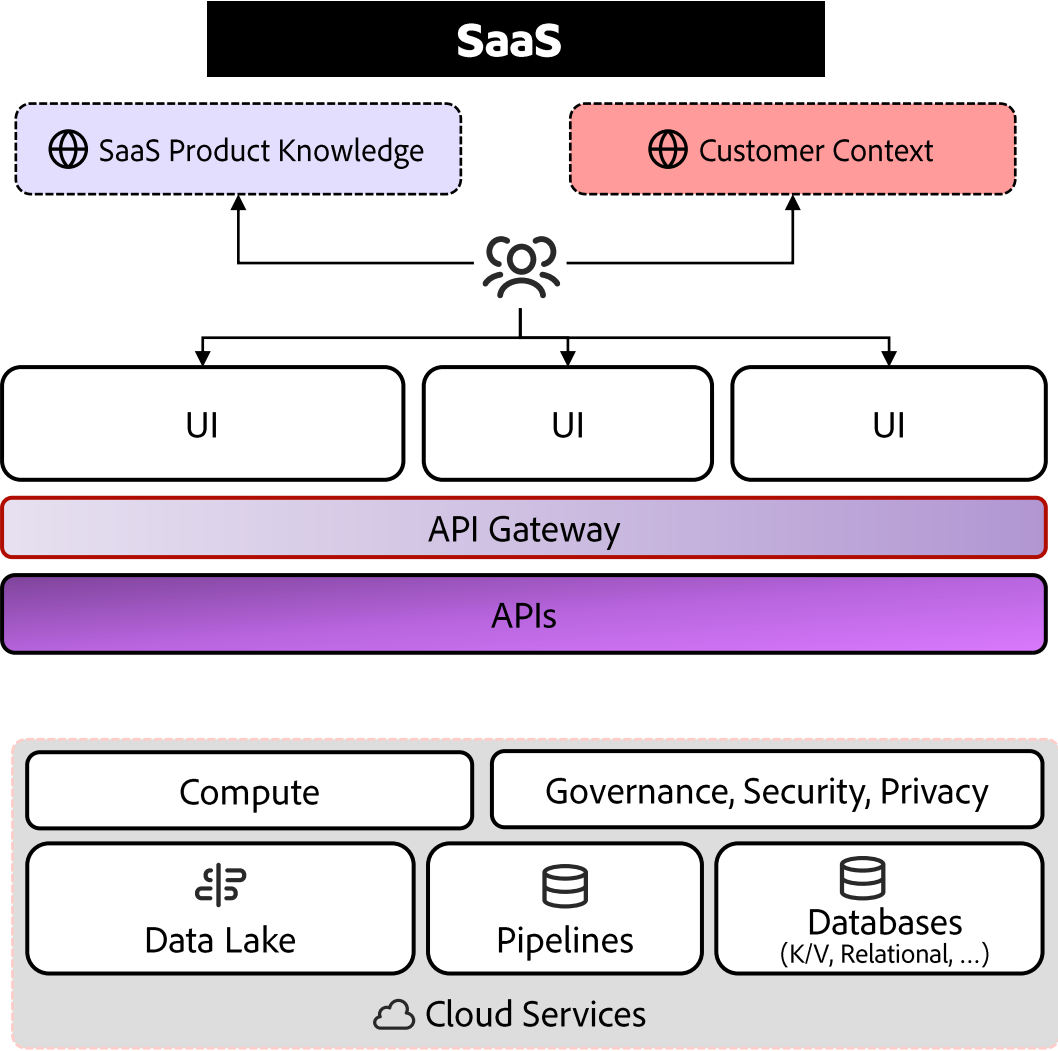 SaaS
SaaS Product Knowledge
Customer Context
UI
UI
UI
API Gateway
APIs
Compute
Governance, Security, Privacy
Data Lake
Pipelines
Databases
(K/V, Relational, ...)
Cloud Services